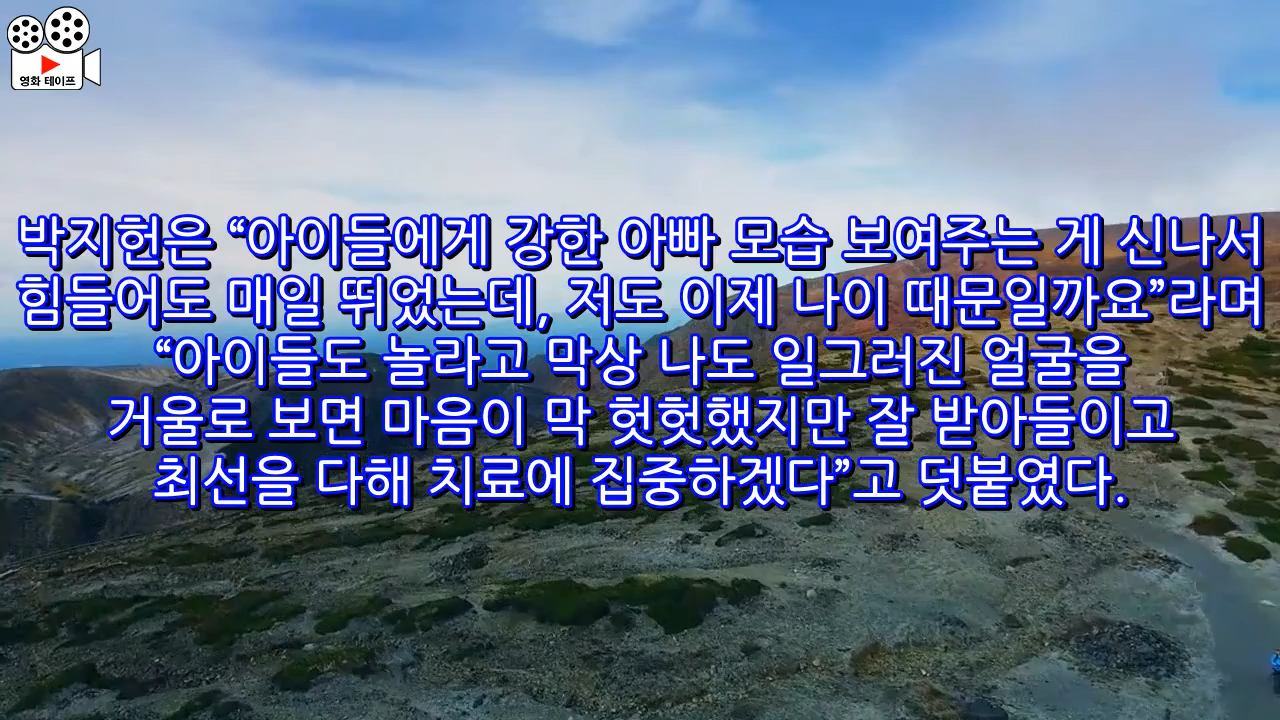 영화 테이프
박지헌은 “아이들에게 강한 아빠 모습 보여주는 게 신나서
힘들어도 매일 뛰었는데, 저도 이제 나이 때문일까요”라며
“아이들도 놀라고 막상 나도 일그러진 얼굴을
거울로 보면 마음이 막 헛헛했지만 잘 받아들이고
최선을 다해 치료에 집중하겠다”고 덧붙였다.